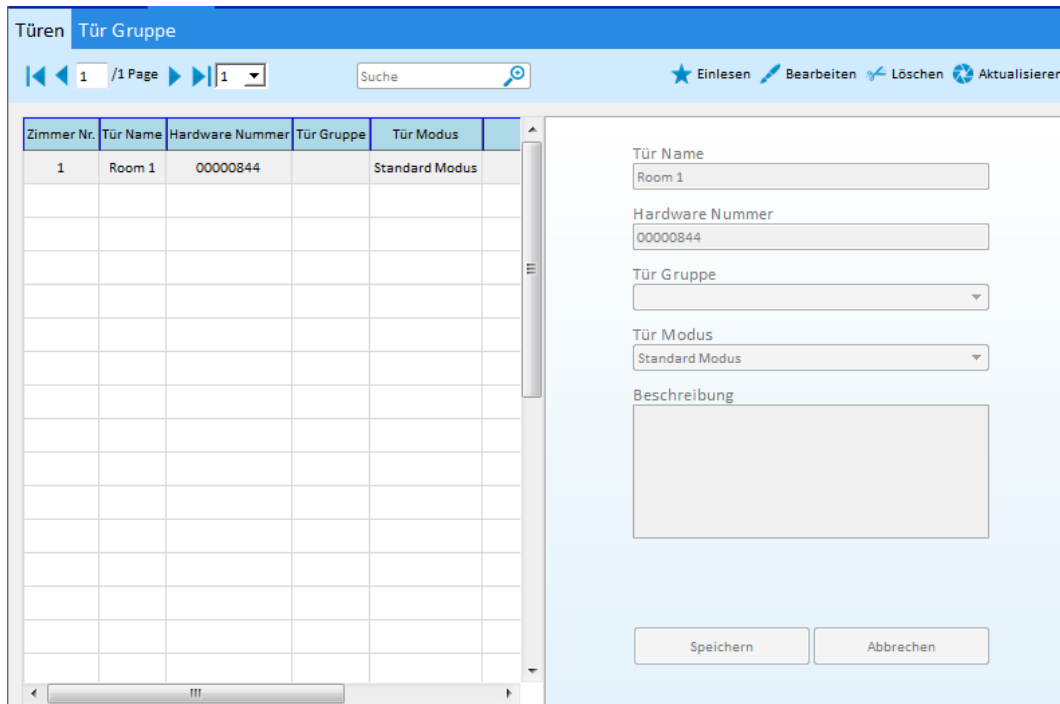 Türen Tür Gruppe
1 /1 Page 1 Suche Einlesen Bearbeiten Löschen Aktualisieren
Zimmer Nr. Tür Name Hardware Nummer Tür Gruppe Tür Modus
1 Room 1 00000844 Standard Modus
Tür Name
Room 1
Hardware Nummer
00000844
Tür Gruppe
Tür Modus
Standard Modus
Beschreibung
Speichern Abbrechen